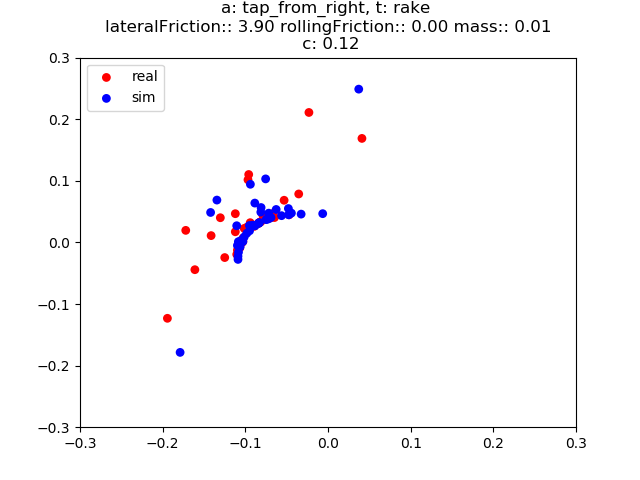 a: tap_from_right, t: rake
lateralFriction:: 3.90 rollingFriction:: 0.00 mass:: 0.01
c: 0.12
real
sim
0.3
0.2
0.1
0.0
−0.1
−0.2
−0.3
−0.3 −0.2 −0.1 0.0 0.1 0.2 0.3